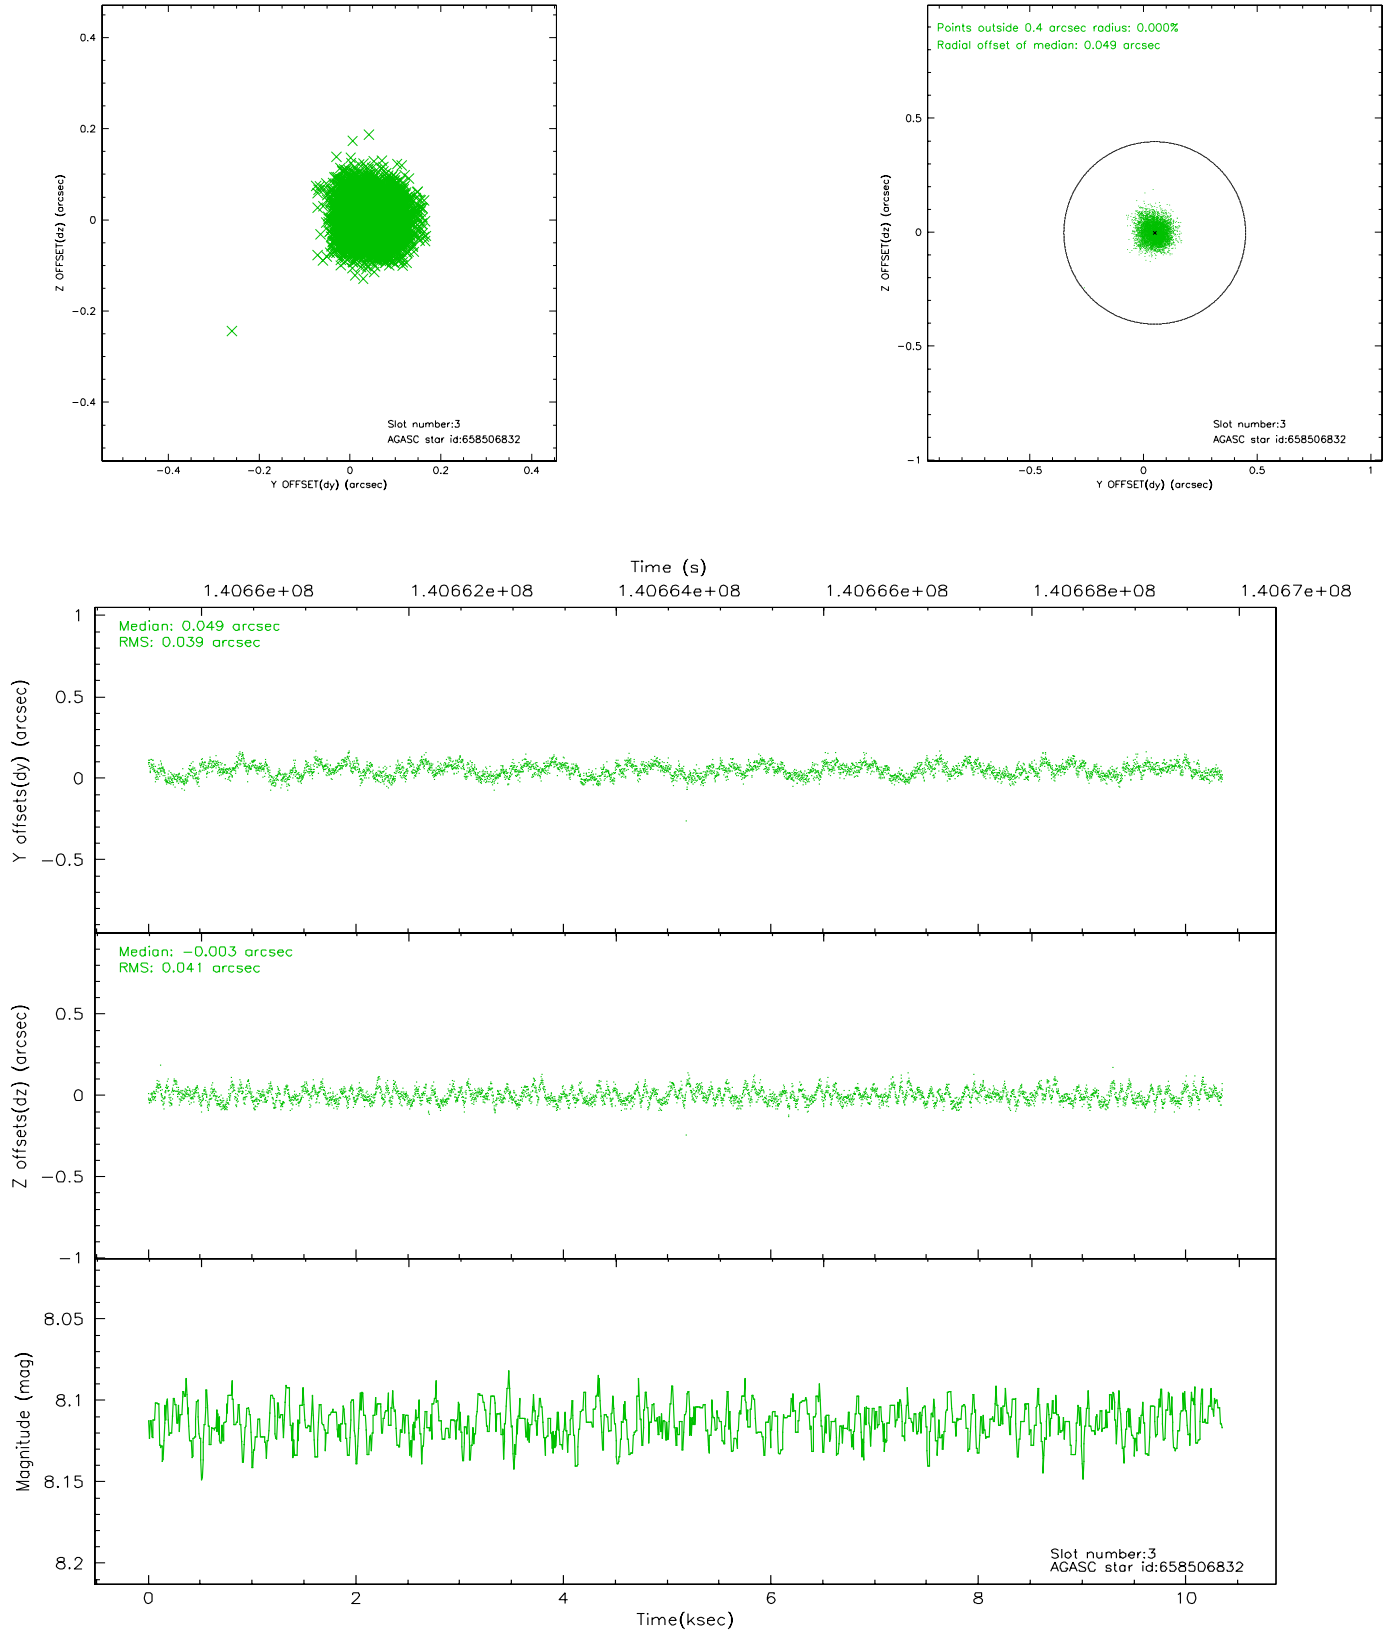 0.4
0.2
0
-0.2
-0.4
Z OFFSET(dz) (arcsec)
Slot number:3
AGASC star id:658506832
-0.4 -0.2 0 0.2 0.4
Y OFFSET(dy) (arcsec)
Points outside 0.4 arcsec radius: 0.000%
Radial offset of median: 0.049 arcsec
0.5
0
-0.5
-1
Z OFFSET(dz) (arcsec)
Slot number:3
AGASC star id:658506832
-0.5 0 0.5 1
Y OFFSET(dy) (arcsec)
Time (s)
1.4066e+08 1.40662e+08 1.40664e+08 1.40666e+08 1.40668e+08 1.4067e+08
Median: 0.049 arcsec
RMS: 0.039 arcsec
1
0.5
0
-0.5
Y offsets(dy) (arcsec)
Median: -0.003 arcsec
RMS: 0.041 arcsec
0.5
0
-0.5
-1
Z offsets(dz) (arcsec)
8.05
8.1
8.15
8.2
Magnitude (mag)
Slot number:3
AGASC star id:658506832
0 2 4 6 8 10
Time(ksec)